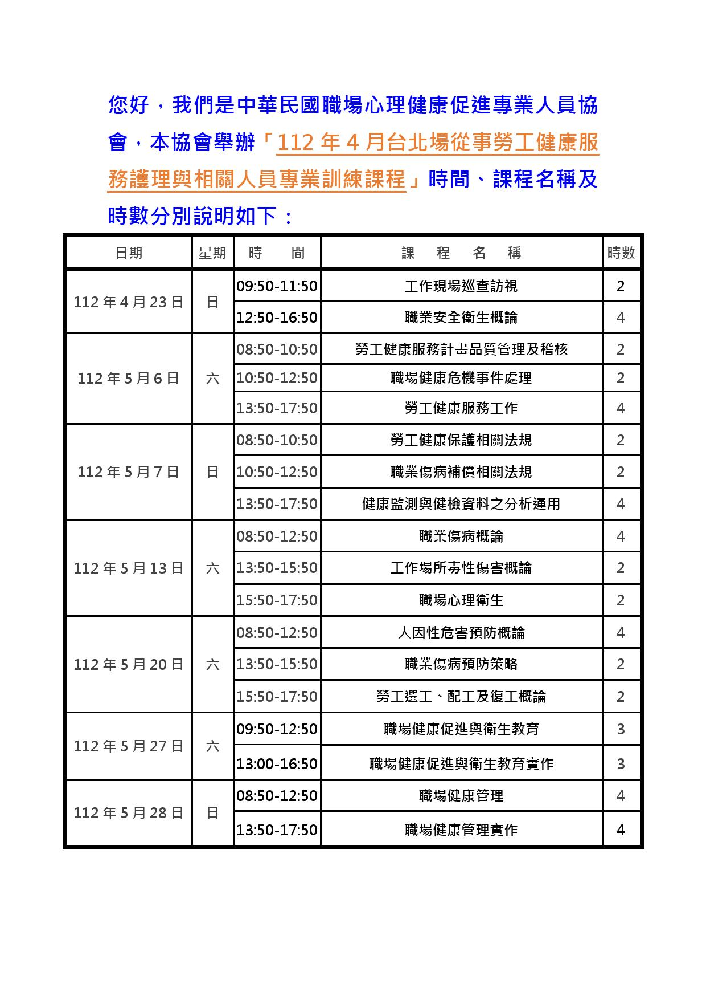 您好，我們是中華民國職場心理健康促進專業人員協
會，本協會舉辦「112 年 4 月台北場從事勞工健康服
務護理與相關人員專業訓練課程」時間、課程名稱及
時數分別說明如下：
日期 星期 時 間 課 程 名 稱 時數
112 年 4 月 23 日 日 09:50-11:50 工作現場巡查訪視 2
12:50-16:50 職業安全衛生概論 4
112 年 5 月 6 日 六 08:50-10:50 勞工健康服務計畫品質管理及稽核 2
10:50-12:50 職場健康危機事件處理 2
13:50-17:50 勞工健康服務工作 4
112 年 5 月 7 日 日 08:50-10:50 勞工健康保護相關法規 2
10:50-12:50 職業傷病補償相關法規 2
13:50-17:50 健康監測與健檢資料之分析運用 4
112 年 5 月 13 日 六 08:50-12:50 職業傷病概論 4
13:50-15:50 工作場所毒性傷害概論 2
15:50-17:50 職場心理衛生 2
112 年 5 月 20 日 六 08:50-12:50 人因性危害預防概論 4
13:50-15:50 職業傷病預防策略 2
15:50-17:50 勞工選工、配工及復工概論 2
112 年 5 月 27 日 六 09:50-12:50 職場健康促進與衛生教育 3
13:00-16:50 職場健康促進與衛生教育實作 3
112 年 5 月 28 日 日 08:50-12:50 職場健康管理 4
13:50-17:50 職場健康管理實作 4